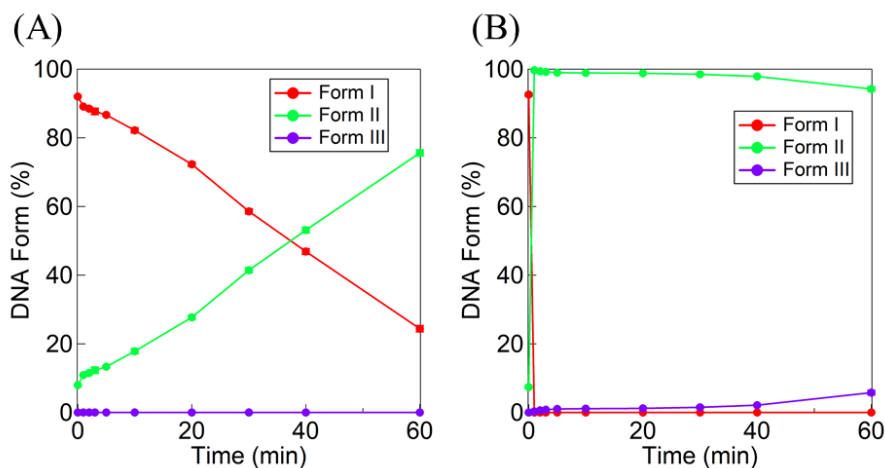 (A)
(B)
100
80
60
40
20
0
DNA Form (%)
Form I
Form II
Form III
0
20
40
60
Time (min)
100
80
60
40
20
0
DNA Form (%)
Form I
Form II
Form III
0
20
40
60
Time (min)